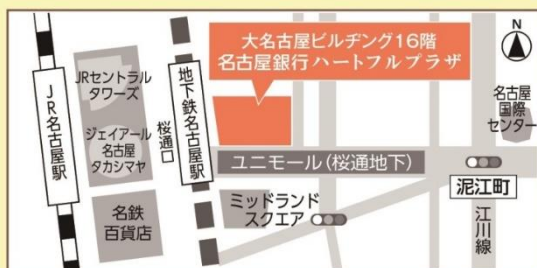 大名古屋ビルヂング16階
名古屋銀行ハートフルプラザ
N
JRセントラル
タワーズ
JR名古屋駅
ジェイアール
名古屋
タカシマヤ
桜通口
地下鉄名古屋駅
名鉄
百貨店
ユニモール(桜通地下)
ミッドランド
スクエア
名古屋
国際
センター
泥江町
江川線